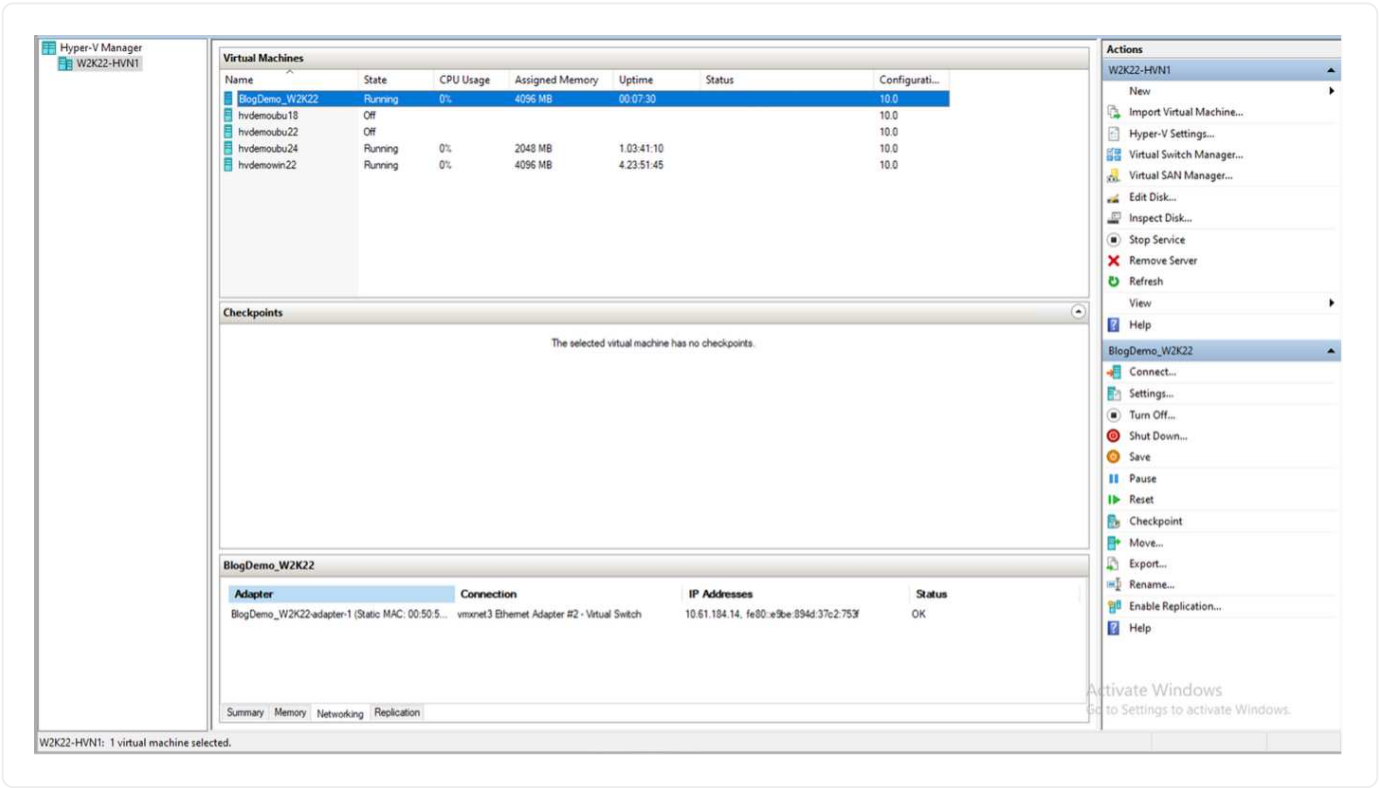 Hyper-V Manager
W2K22-HVN1
Virtual Machines
Name State CPU Usage Assigned Memory Uptime Status Configurati...
BlogDemo_W2K22 Running 0% 4096 MB 00:07:30 10.0
hvdemoubu18 Off 10.0
hvdemoubu22 Off 10.0
hvdemoubu24 Running 0% 2048 MB 1.03:41:10 10.0
hvdemowin22 Running 0% 4096 MB 4.23:51:45 10.0
Checkpoints
The selected virtual machine has no checkpoints.
BlogDemo_W2K22
Adapter Connection IP Addresses Status
BlogDemo_W2K22-adapter-1 (Static MAC: 00:50:5... vmxnet3 Ethernet Adapter #2 - Virtual Switch 10.61.184.14, fe80::e9be:894d:37c2:753f OK
Summary Memory Networking Replication
Actions
W2K22-HVN1
New
Import Virtual Machine...
Hyper-V Settings...
Virtual Switch Manager...
Virtual SAN Manager...
Edit Disk...
Inspect Disk...
Stop Service
Remove Server
Refresh
View
Help
BlogDemo_W2K22
Connect...
Settings...
Turn Off...
Shut Down...
Save
Pause
Reset
Checkpoint
Move...
Export...
Rename...
Enable Replication...
Help
Activate Windows
Go to Settings to activate Windows.
W2K22-HVN1: 1 virtual machine selected.